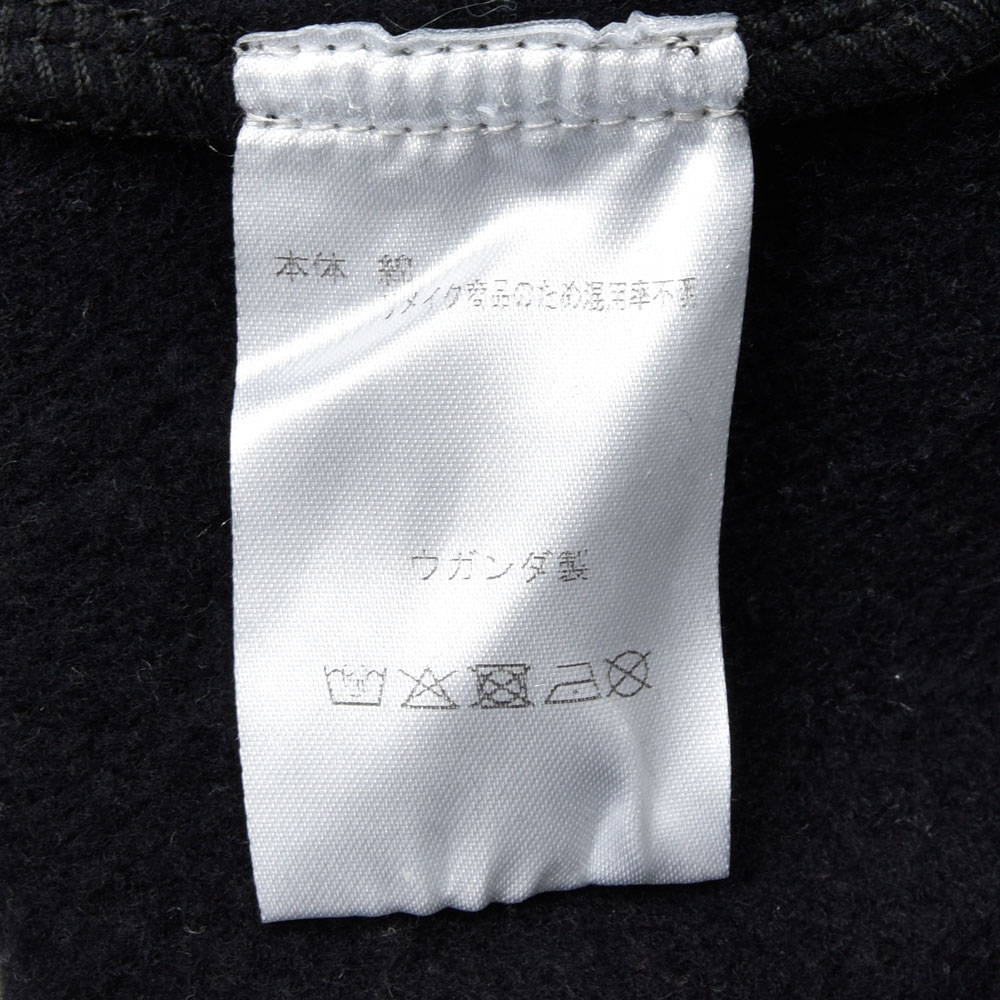 本体 綿
リメイク商品のため混用率不明
ウガンダ製